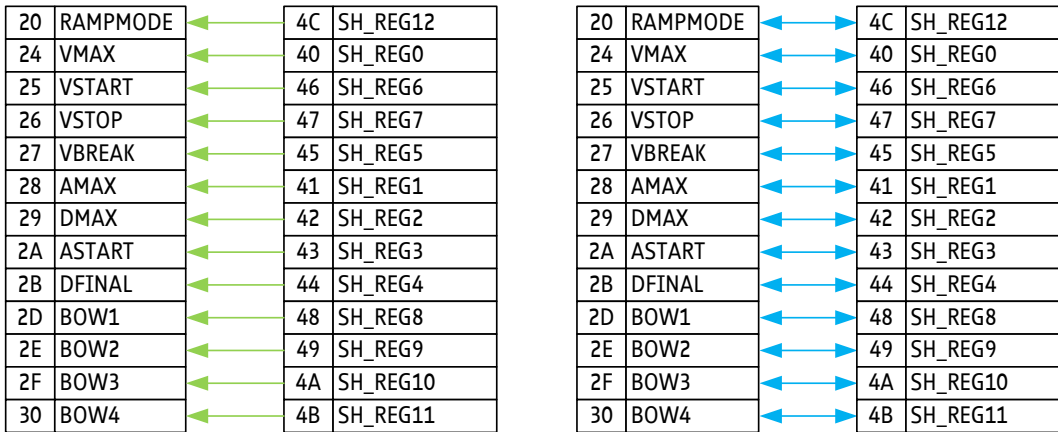 20 RAMPMODE 4C SH_REG12 20 RAMPMODE 4C SH_REG12
24 VMAX 40 SH_REG0 24 VMAX 40 SH_REG0
25 VSTART 46 SH_REG6 25 VSTART 46 SH_REG6
26 VSTOP 47 SH_REG7 26 VSTOP 47 SH_REG7
27 VBREAK 45 SH_REG5 27 VBREAK 45 SH_REG5
28 AMAX 41 SH_REG1 28 AMAX 41 SH_REG1
29 DMAX 42 SH_REG2 29 DMAX 42 SH_REG2
2A ASTART 43 SH_REG3 2A ASTART 43 SH_REG3
2B DFINAL 44 SH_REG4 2B DFINAL 44 SH_REG4
2D BOW1 48 SH_REG8 2D BOW1 48 SH_REG8
2E BOW2 49 SH_REG9 2E BOW2 49 SH_REG9
2F BOW3 4A SH_REG10 2F BOW3 4A SH_REG10
30 BOW4 4B SH_REG11 30 BOW4 4B SH_REG11